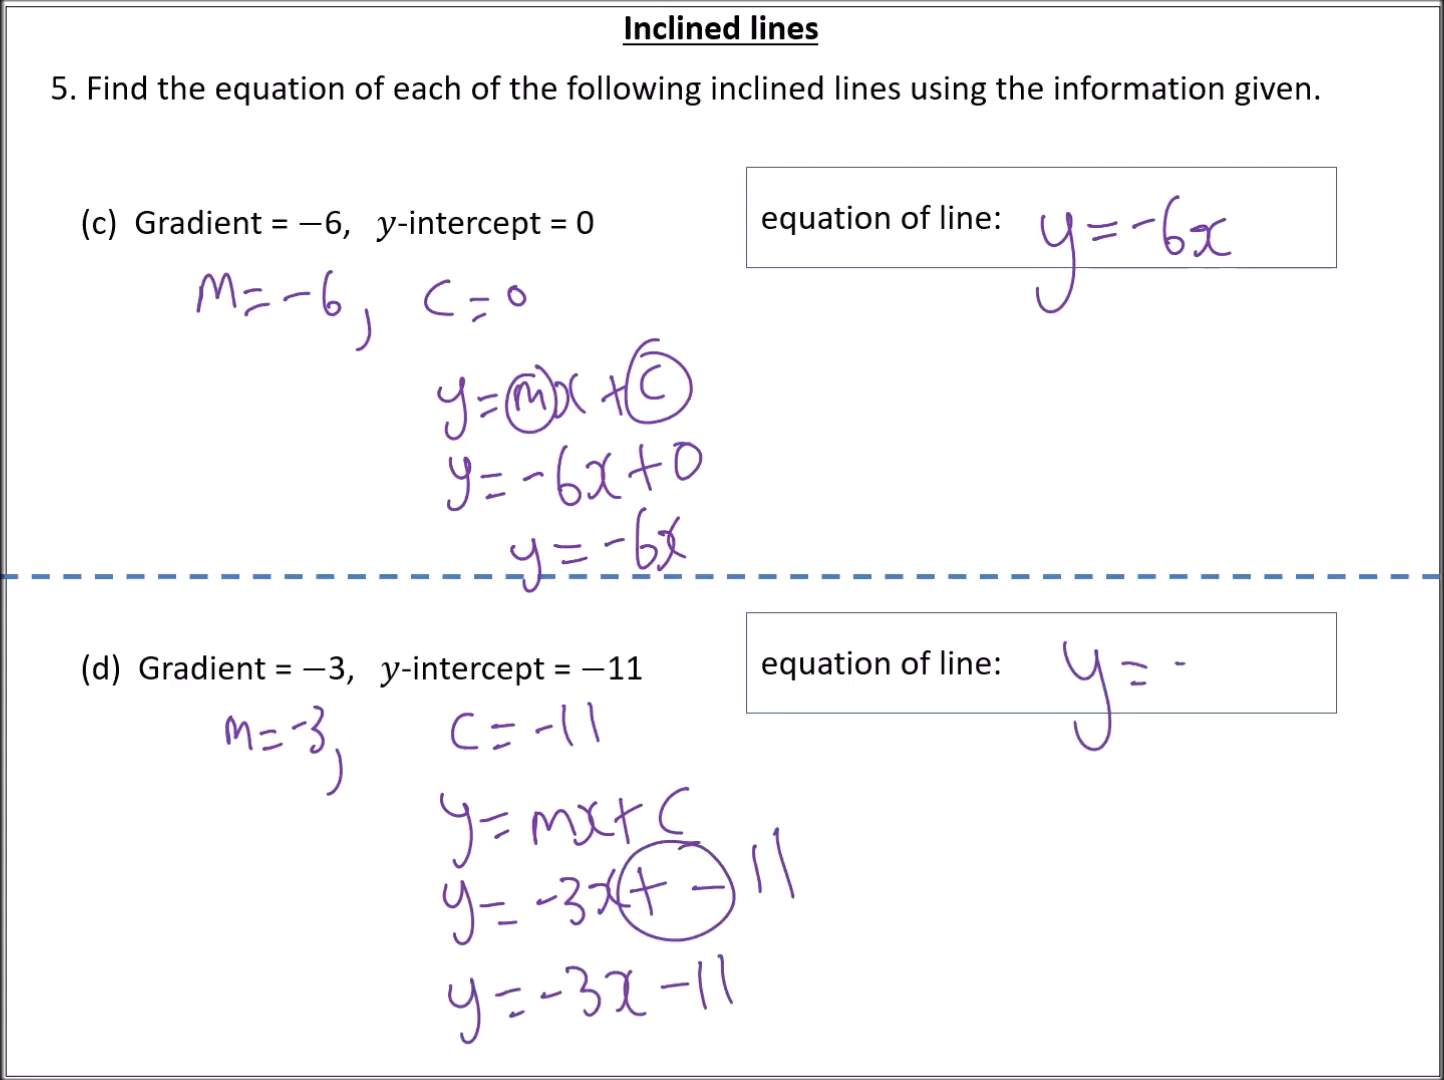 Inclined lines
5. Find the equation of each of the following inclined lines using the information given.
(c) Gradient = −6, y-intercept = 0
equation of line: y = -6x
m = -6, c = 0
y = mx + c
y = -6x + 0
y = -6x
(d) Gradient = −3, y-intercept = −11
equation of line: y = -
m = -3, c = -11
y = mx + c
y = -3x + - 11
y = -3x - 11